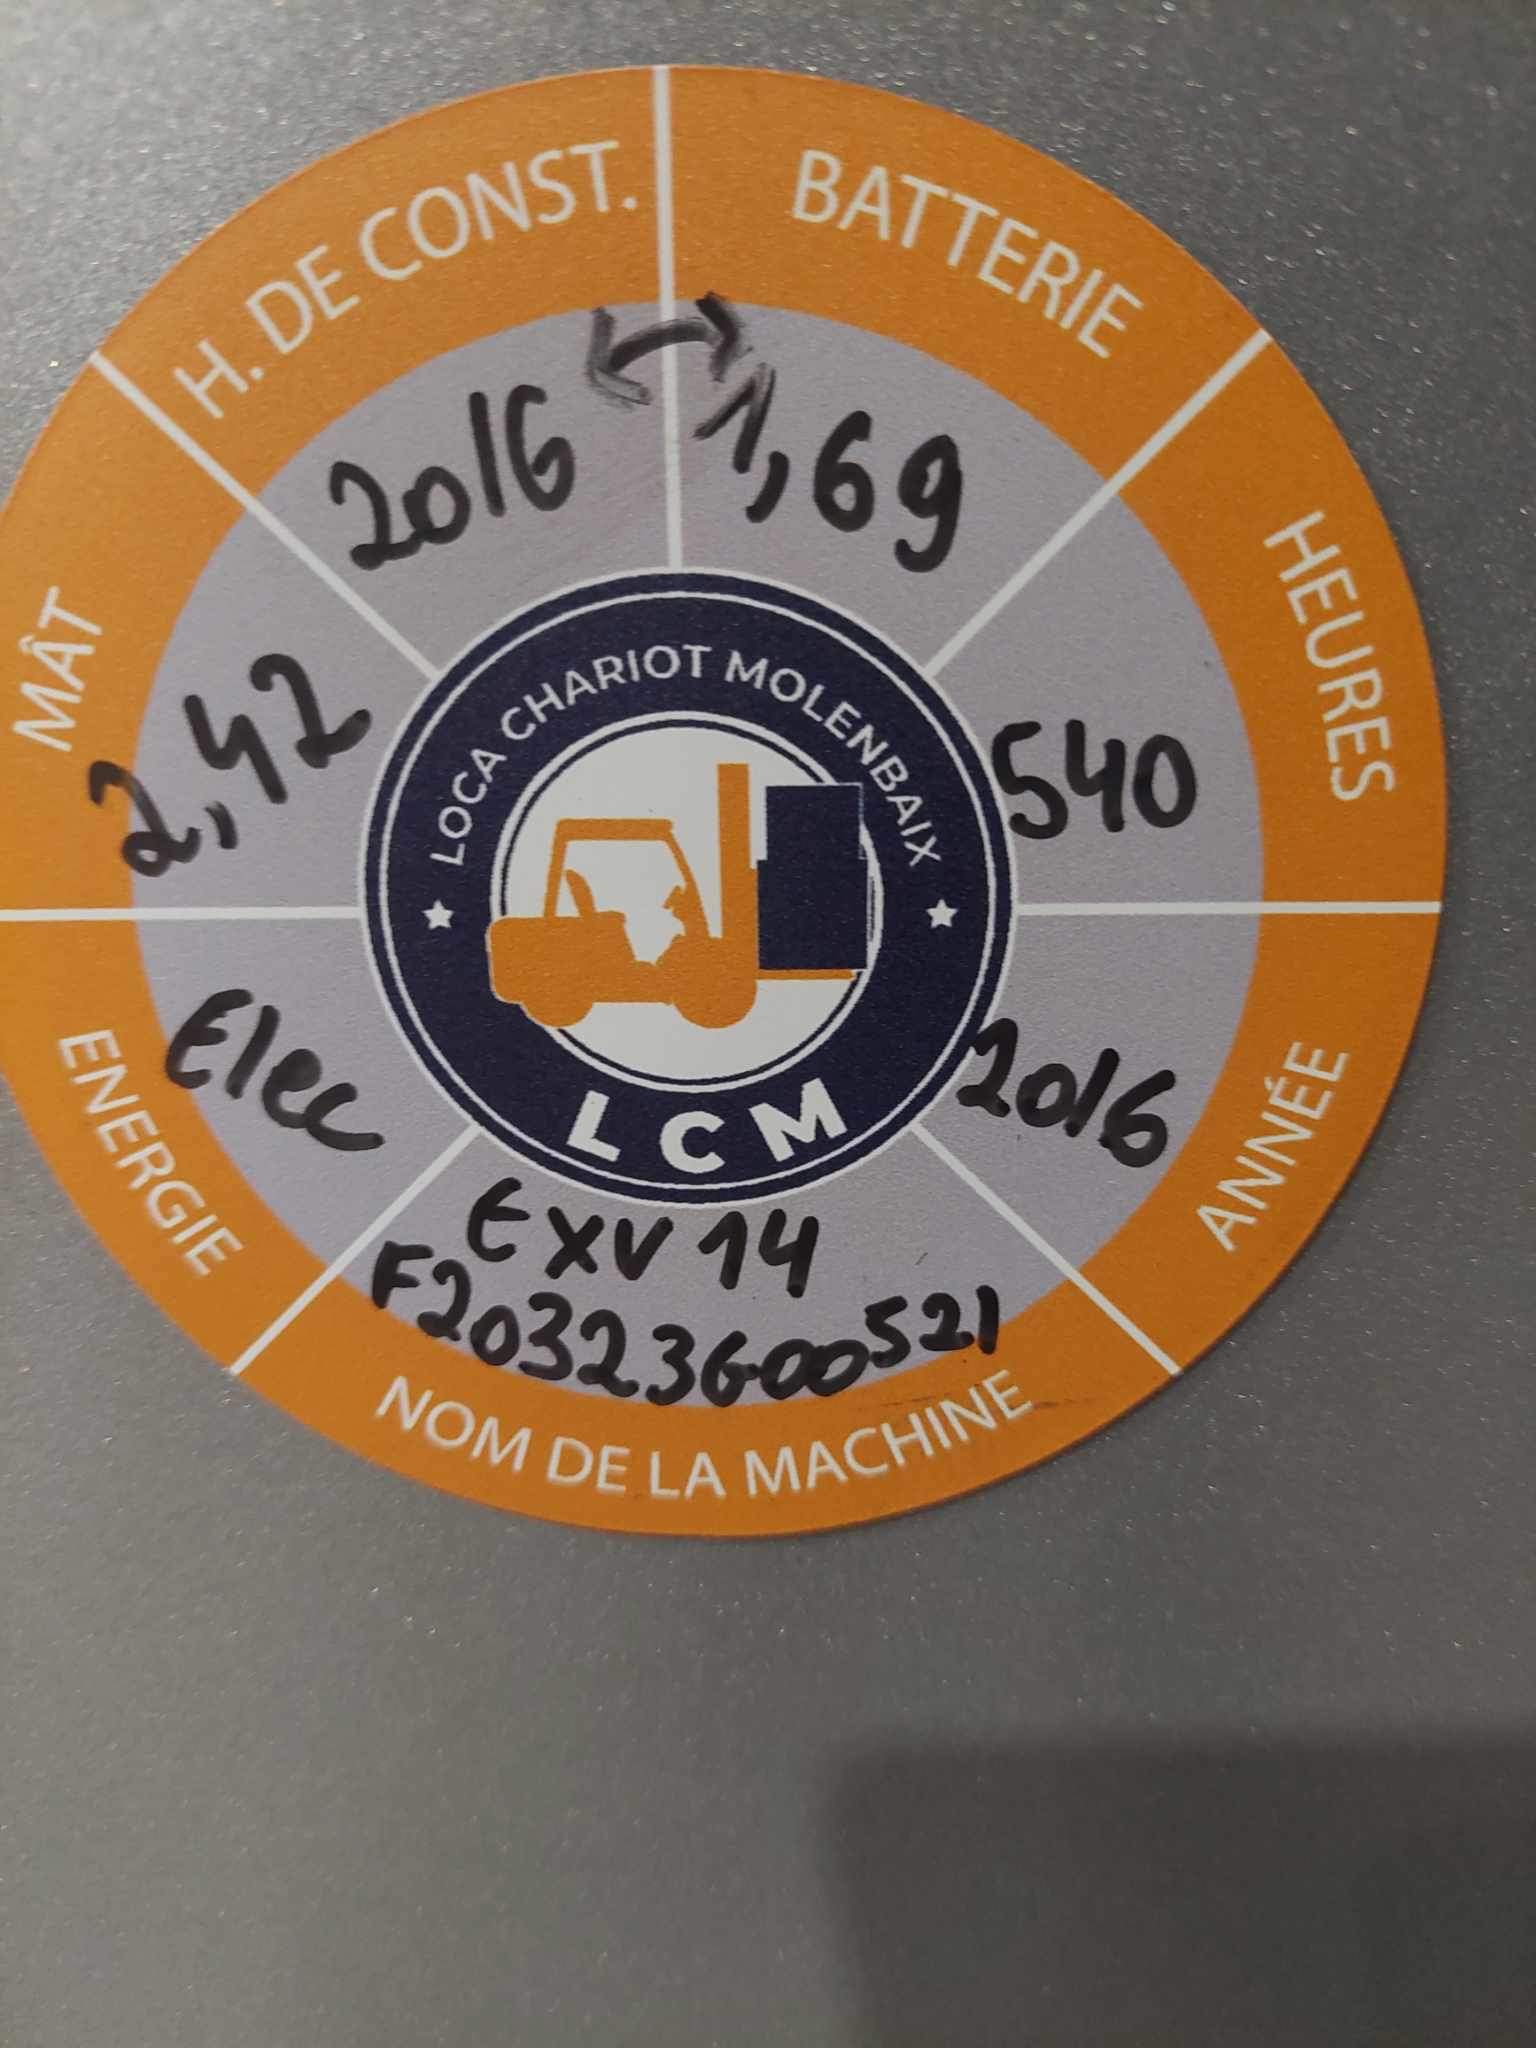 H. DE CONST.
2016
BATTERIE
1,69
HEURES
540
ANNÉE
2016
NOM DE LA MACHINE
EXV 14
F20323G00521
ENERGIE
Elec
MÂT
2,42
LOCA CHARIOT MOLENBAIX
LCM